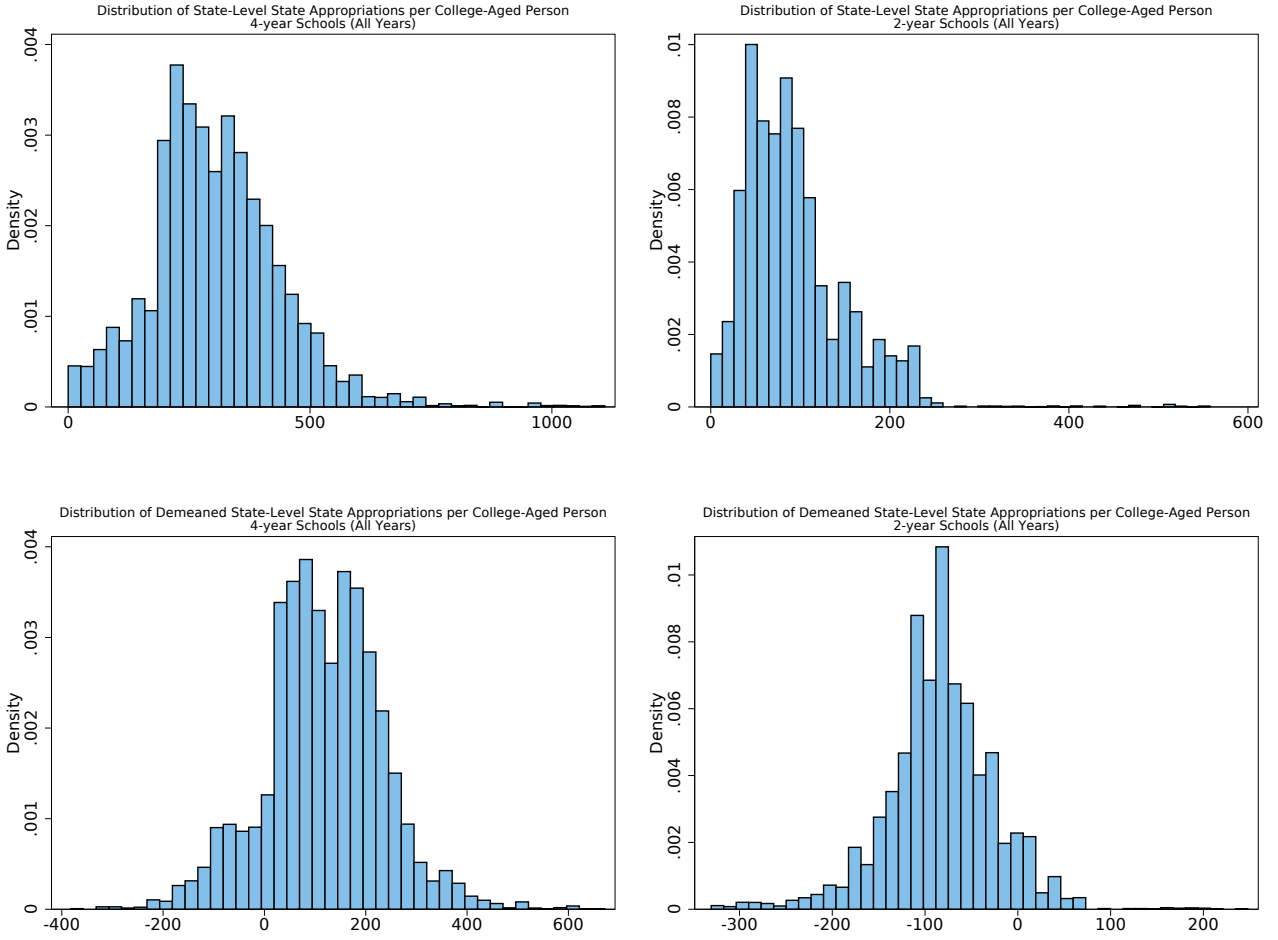 Distribution of State-Level State Appropriations per College-Aged Person
4-year Schools (All Years)
Density
.004
.003
.002
.001
0
0 500 1000
Distribution of State-Level State Appropriations per College-Aged Person
2-year Schools (All Years)
Density
.01
.008
.006
.004
.002
0
0 200 400 600
Distribution of Demeaned State-Level State Appropriations per College-Aged Person
4-year Schools (All Years)
Density
.004
.003
.002
.001
0
-400 -200 0 200 400 600
Distribution of Demeaned State-Level State Appropriations per College-Aged Person
2-year Schools (All Years)
Density
.01
.008
.006
.004
.002
0
-300 -200 -100 0 100 200